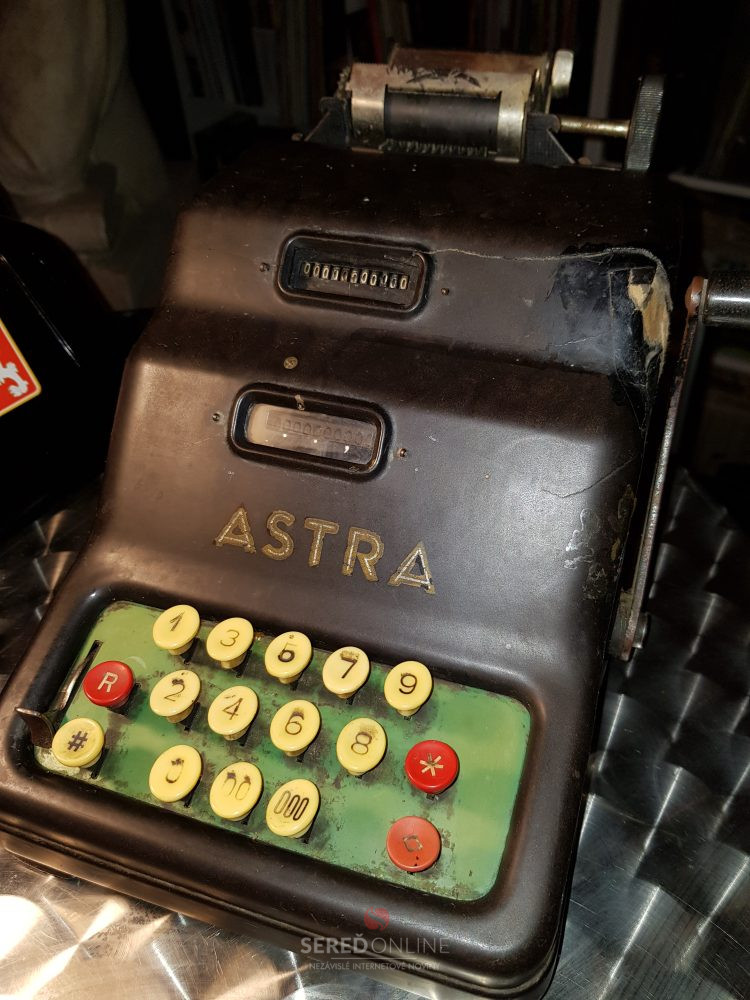 ASTRA
1 3 5 7 9
R 2 4 6 8
# 0 00 000 *
SEREĎONLINE
NEZÁVISLÉ INTERNETOVÉ NOVINY